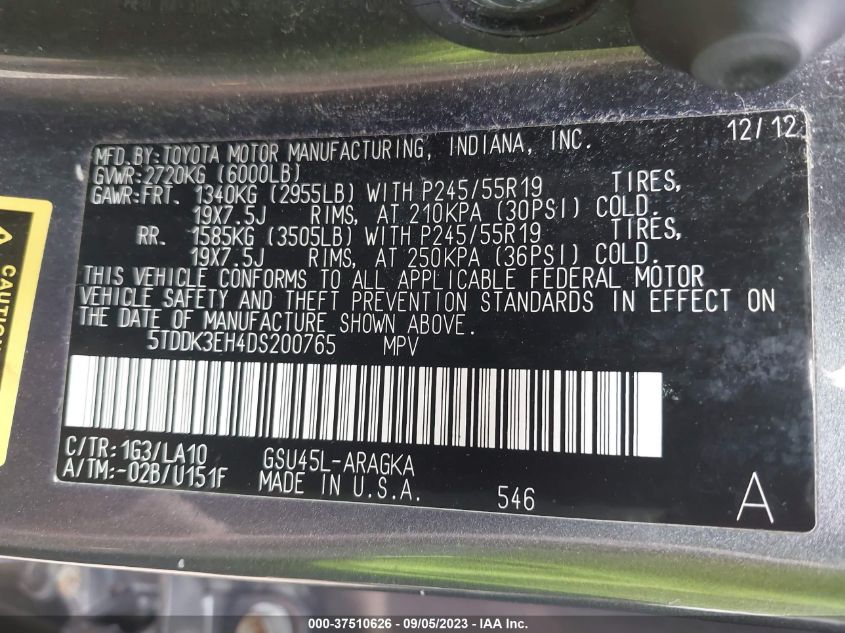 12/12
MFD.BY:TOYOTA MOTOR MANUFACTURING, INDIANA, INC.
GVWR:2720KG (6000LB)
GAWR:FRT. 1340KG (2955LB) WITH P245/55R19 TIRES,
19X7.5J RIMS, AT 210KPA (30PSI) COLD.
RR. 1585KG (3505LB) WITH P245/55R19 TIRES,
19X7.5J RIMS, AT 250KPA (36PSI) COLD.
THIS VEHICLE CONFORMS TO ALL APPLICABLE FEDERAL MOTOR
VEHICLE SAFETY AND THEFT PREVENTION STANDARDS IN EFFECT ON
THE DATE OF MANUFACTURE SHOWN ABOVE.
5TDDK3EH4DS200765 MPV
C/TR:1G3/LA10 GSU45L-ARAGKA
A/TM:-02B/U151F MADE IN U.S.A. 546 A
CAUTION
000-37510626 - 09/05/2023 - IAA Inc.